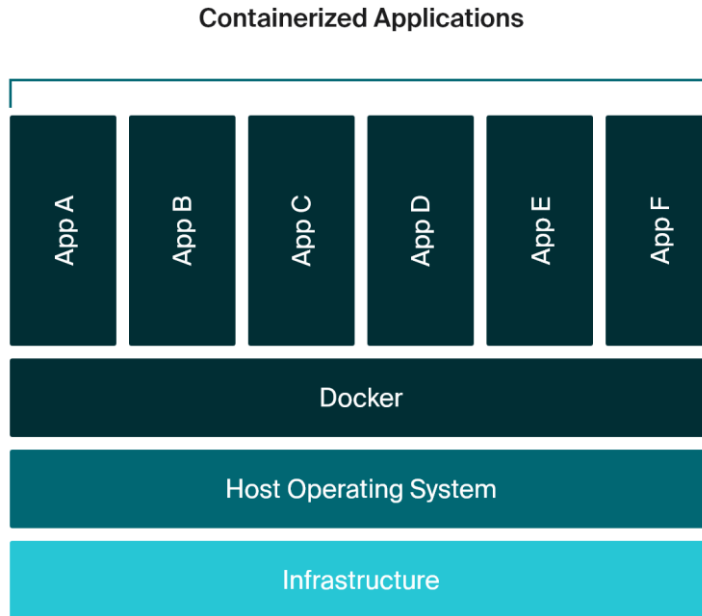 Containerized Applications
App A
App B
App C
App D
App E
App F
Docker
Host Operating System
Infrastructure